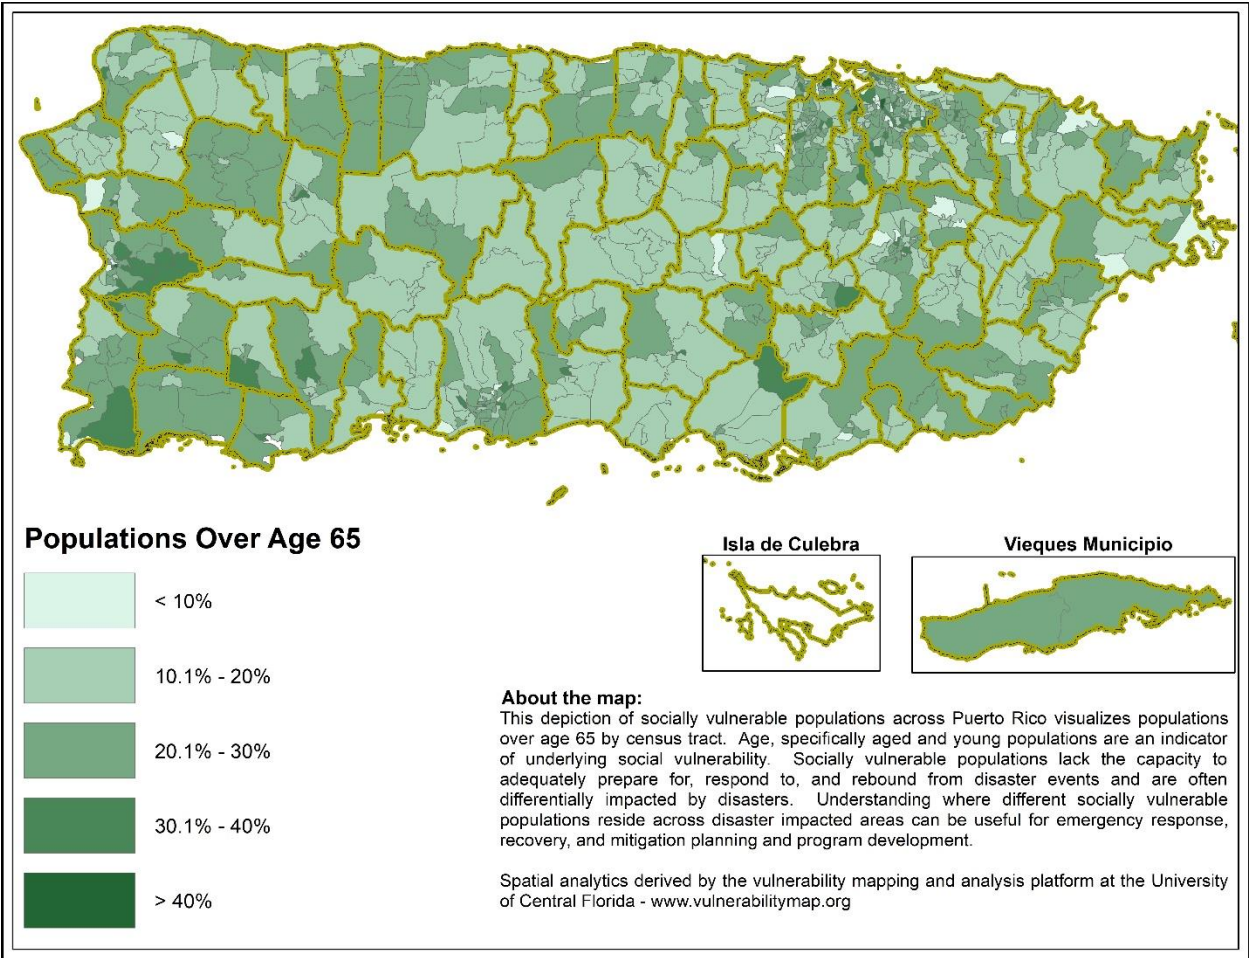 Populations Over Age 65
< 10%
10.1% - 20%
20.1% - 30%
30.1% - 40%
> 40%
Isla de Culebra
Vieques Municipio
About the map:
This depiction of socially vulnerable populations across Puerto Rico visualizes populations
over age 65 by census tract. Age, specifically aged and young populations are an indicator
of underlying social vulnerability. Socially vulnerable populations lack the capacity to
adequately prepare for, respond to, and rebound from disaster events and are often
differentially impacted by disasters. Understanding where different socially vulnerable
populations reside across disaster impacted areas can be useful for emergency response,
recovery, and mitigation planning and program development.
Spatial analytics derived by the vulnerability mapping and analysis platform at the University
of Central Florida - www.vulnerabilitymap.org